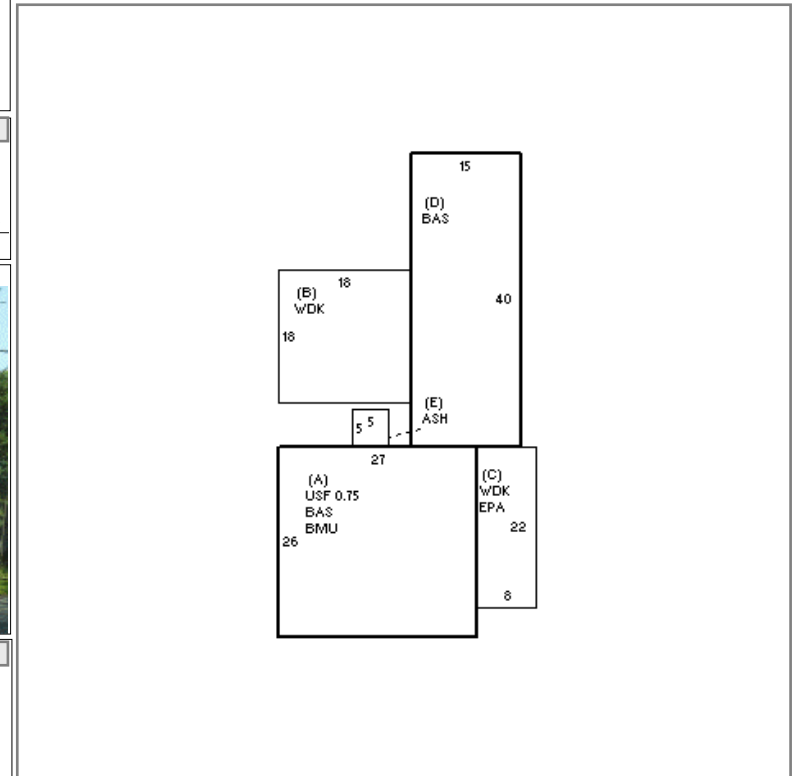 15
(D)
BAS
18
(B)
WDK
40
18
(E)
ASH
5 5
27
(A)
USF 0.75
BAS
BMU
26
(C)
WDK
EPA
22
8